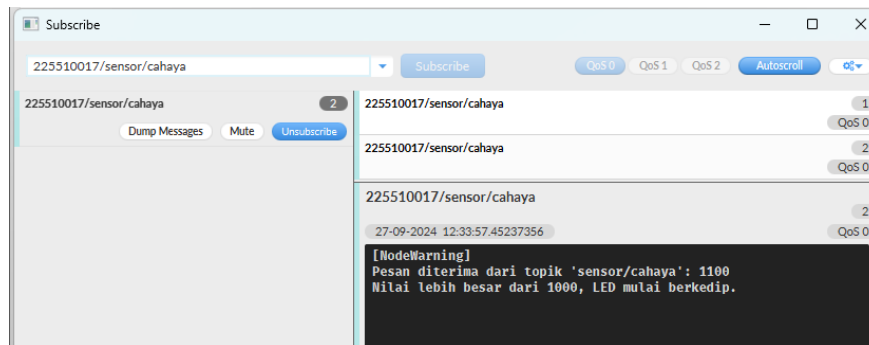 Subscribe
225510017/sensor/cahaya
Subscribe
QoS 0 QoS 1 QoS 2 Autoscroll
225510017/sensor/cahaya 2
Dump Messages Mute Unsubscribe
225510017/sensor/cahaya 1
QoS 0
225510017/sensor/cahaya 2
QoS 0
225510017/sensor/cahaya
2
27-09-2024 12:33:57.45237356 QoS 0
[NodeWarning]
Pesan diterima dari topik 'sensor/cahaya': 1100
Nilai lebih besar dari 1000, LED mulai berkedip.